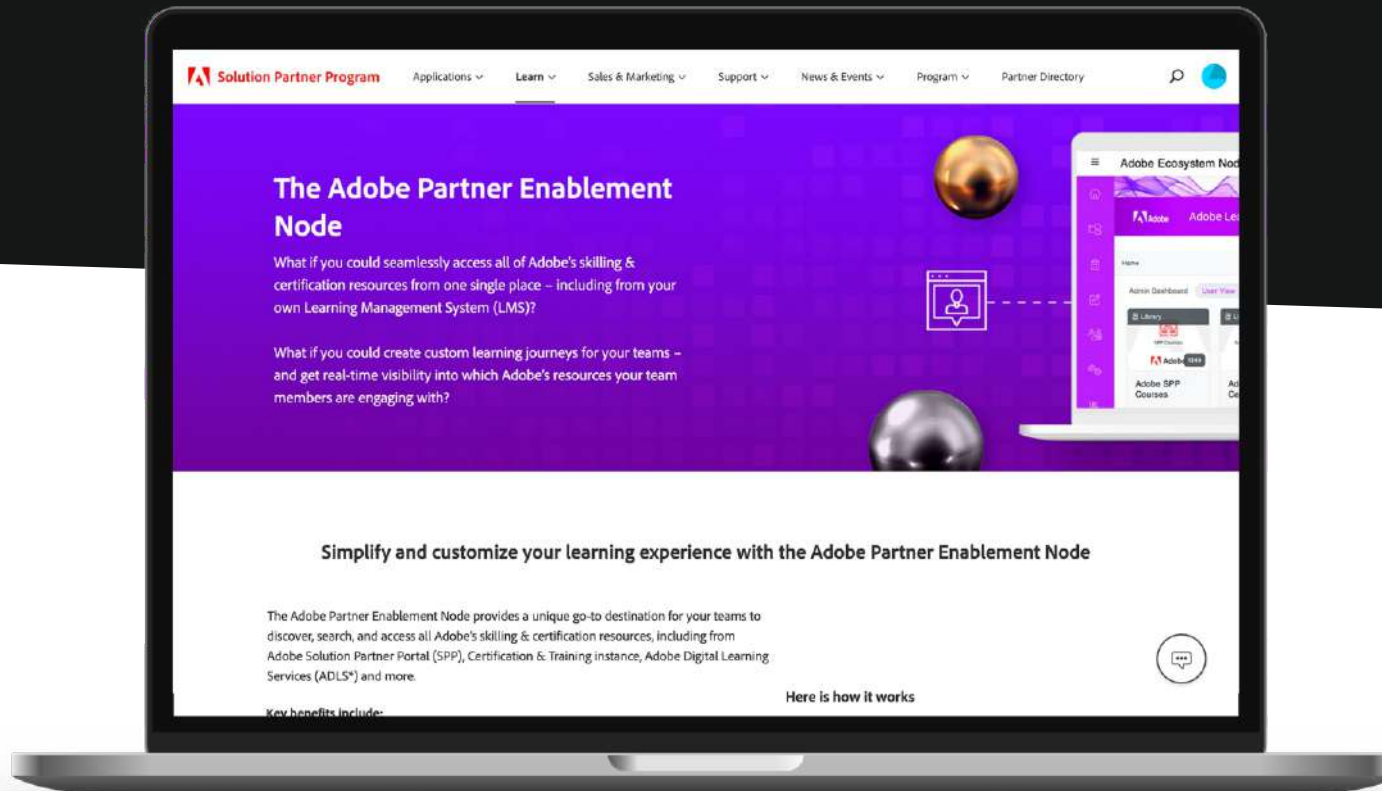 Solution Partner Program Applications Learn Sales & Marketing Support News & Events Program Partner Directory
The Adobe Partner Enablement
Node
What if you could seamlessly access all of Adobe's skilling &
certification resources from one single place – including from your
own Learning Management System (LMS)?
What if you could create custom learning journeys for your teams –
and get real-time visibility into which Adobe's resources your team
members are engaging with?
Adobe Ecosystem Nod
Adobe Adobe Lea
Home
Admin Dashboard User View
Library
SPP Courses
Adobe
Adobe SPP
Courses
Simplify and customize your learning experience with the Adobe Partner Enablement Node
The Adobe Partner Enablement Node provides a unique go-to destination for your teams to
discover, search, and access all Adobe's skilling & certification resources, including from
Adobe Solution Partner Portal (SPP), Certification & Training instance, Adobe Digital Learning
Services (ADLS*) and more.
Here is how it works
Key benefits include: